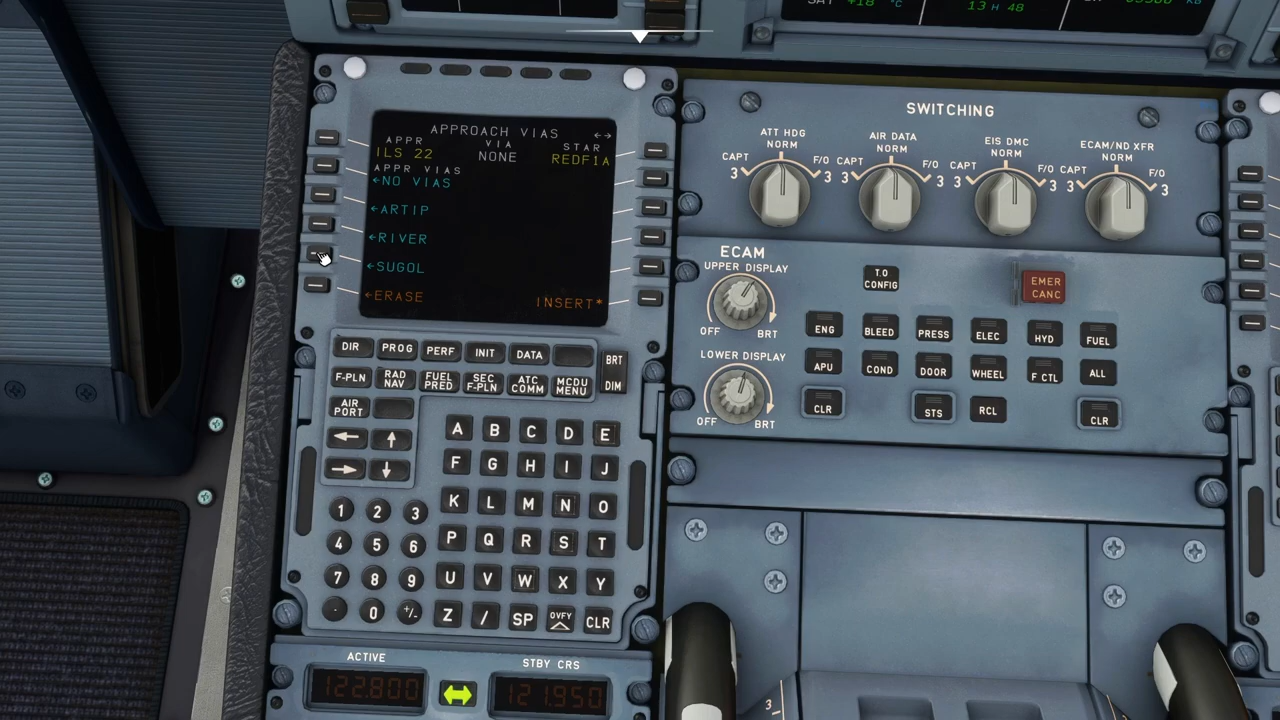 SAT +18 °C
13 H 48
APPROACH VIAS ←→
APPR VIA STAR
ILS 22 NONE REDF1A
APPR VIAS
←NO VIAS
←ARTIP
←RIVER
←SUGOL
←ERASE INSERT*
DIR PROG PERF INIT DATA
BRT
DIM
F-PLN RAD NAV FUEL PRED SEC F-PLN ATC COMM MCDU MENU
AIR PORT
← ↑
→ ↓
A B C D E
F G H I J
K L M N O
P Q R S T
U V W X Y
Z / SP OVFY CLR
1 2 3
4 5 6
7 8 9
. 0 +/-
ACTIVE STBY CRS
122.800 121.950
SWITCHING
ATT HDG AIR DATA EIS DMC ECAM/ND XFR
NORM NORM NORM NORM
CAPT F/O CAPT F/O CAPT F/O CAPT F/O
3 3 3 3 3 3 3 3
ECAM
UPPER DISPLAY
OFF BRT
LOWER DISPLAY
OFF BRT
T.O CONFIG
EMER CANC
ENG BLEED PRESS ELEC HYD FUEL
APU COND DOOR WHEEL F CTL ALL
CLR STS RCL CLR
3